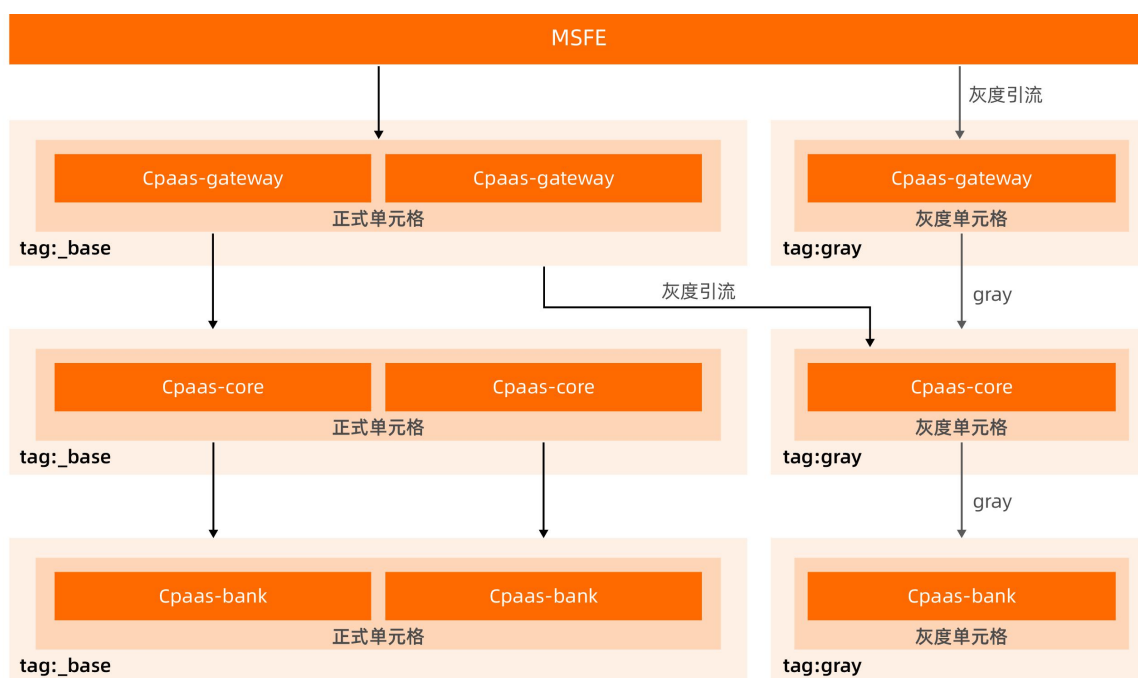 MSFE
灰度引流
Cpaas-gateway
Cpaas-gateway
Cpaas-gateway
正式单元格
灰度单元格
tag:_base
tag:gray
灰度引流
gray
Cpaas-core
Cpaas-core
Cpaas-core
正式单元格
灰度单元格
tag:_base
tag:gray
gray
Cpaas-bank
Cpaas-bank
Cpaas-bank
正式单元格
灰度单元格
tag:_base
tag:gray